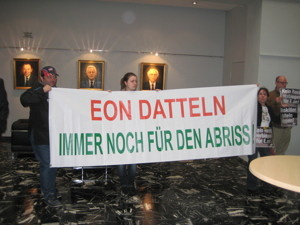 EON DATTELN
IMMER NOCH FÜR DEN ABRISS